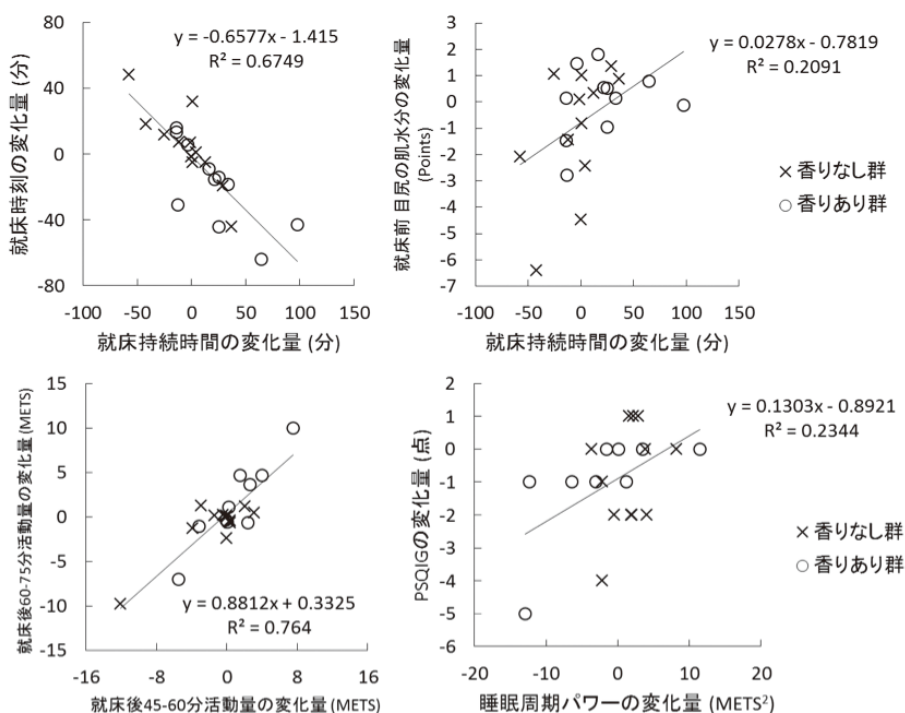 就床時刻の変化量 (分)
80
40
0
-40
-80
y = -0.6577x - 1.415
R² = 0.6749
-100 -50 0 50 100 150
就床持続時間の変化量 (分)
就床前 目尻の肌水分の変化量
(Points)
3
2
1
0
-1
-2
-3
-4
-5
-6
-7
y = 0.0278x - 0.7819
R² = 0.2091
× 香りなし群
○ 香りあり群
-100 -50 0 50 100 150
就床持続時間の変化量 (分)
就床後60-75分活動量の変化量 (METS)
15
10
5
0
-5
-10
-15
y = 0.8812x + 0.3325
R² = 0.764
-16 -8 0 8 16
就床後45-60分活動量の変化量 (METS)
PSQIGの変化量 (点)
2
1
0
-1
-2
-3
-4
-5
-6
y = 0.1303x - 0.8921
R² = 0.2344
× 香りなし群
○ 香りあり群
-20 -10 0 10 20
睡眠周期パワーの変化量 (METS²)